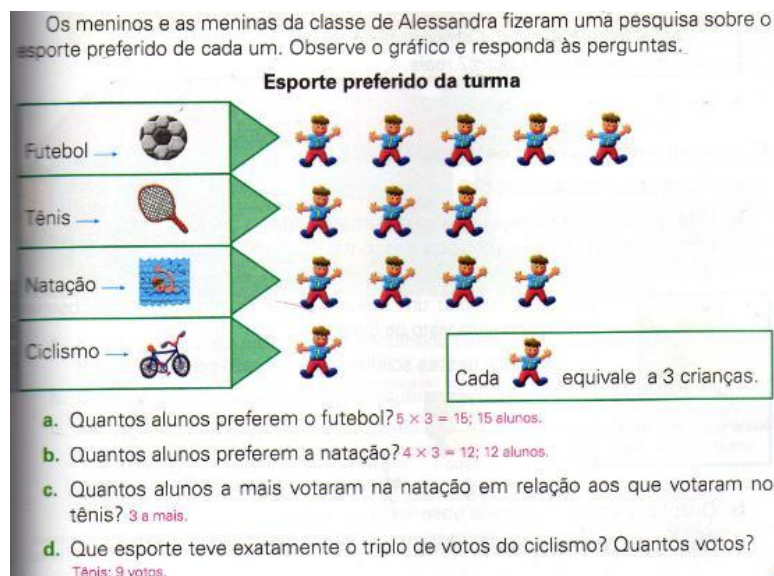 Os meninos e as meninas da classe de Alessandra fizeram uma pesquisa sobre o
esporte preferido de cada um. Observe o gráfico e responda às perguntas.
Esporte preferido da turma
Futebol
Tênis
Natação
Ciclismo
Cada equivale a 3 crianças.
a. Quantos alunos preferem o futebol? 5 × 3 = 15; 15 alunos.
b. Quantos alunos preferem a natação? 4 × 3 = 12; 12 alunos.
c. Quantos alunos a mais votaram na natação em relação aos que votaram no
tênis? 3 a mais.
d. Que esporte teve exatamente o triplo de votos do ciclismo? Quantos votos?
Tênis; 9 votos.